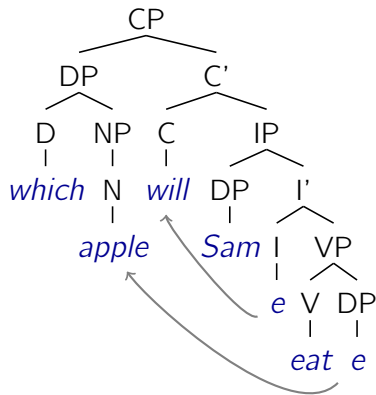 CP
DP C'
D NP C IP
which N will DP I'
apple Sam I VP
e V DP
eat e